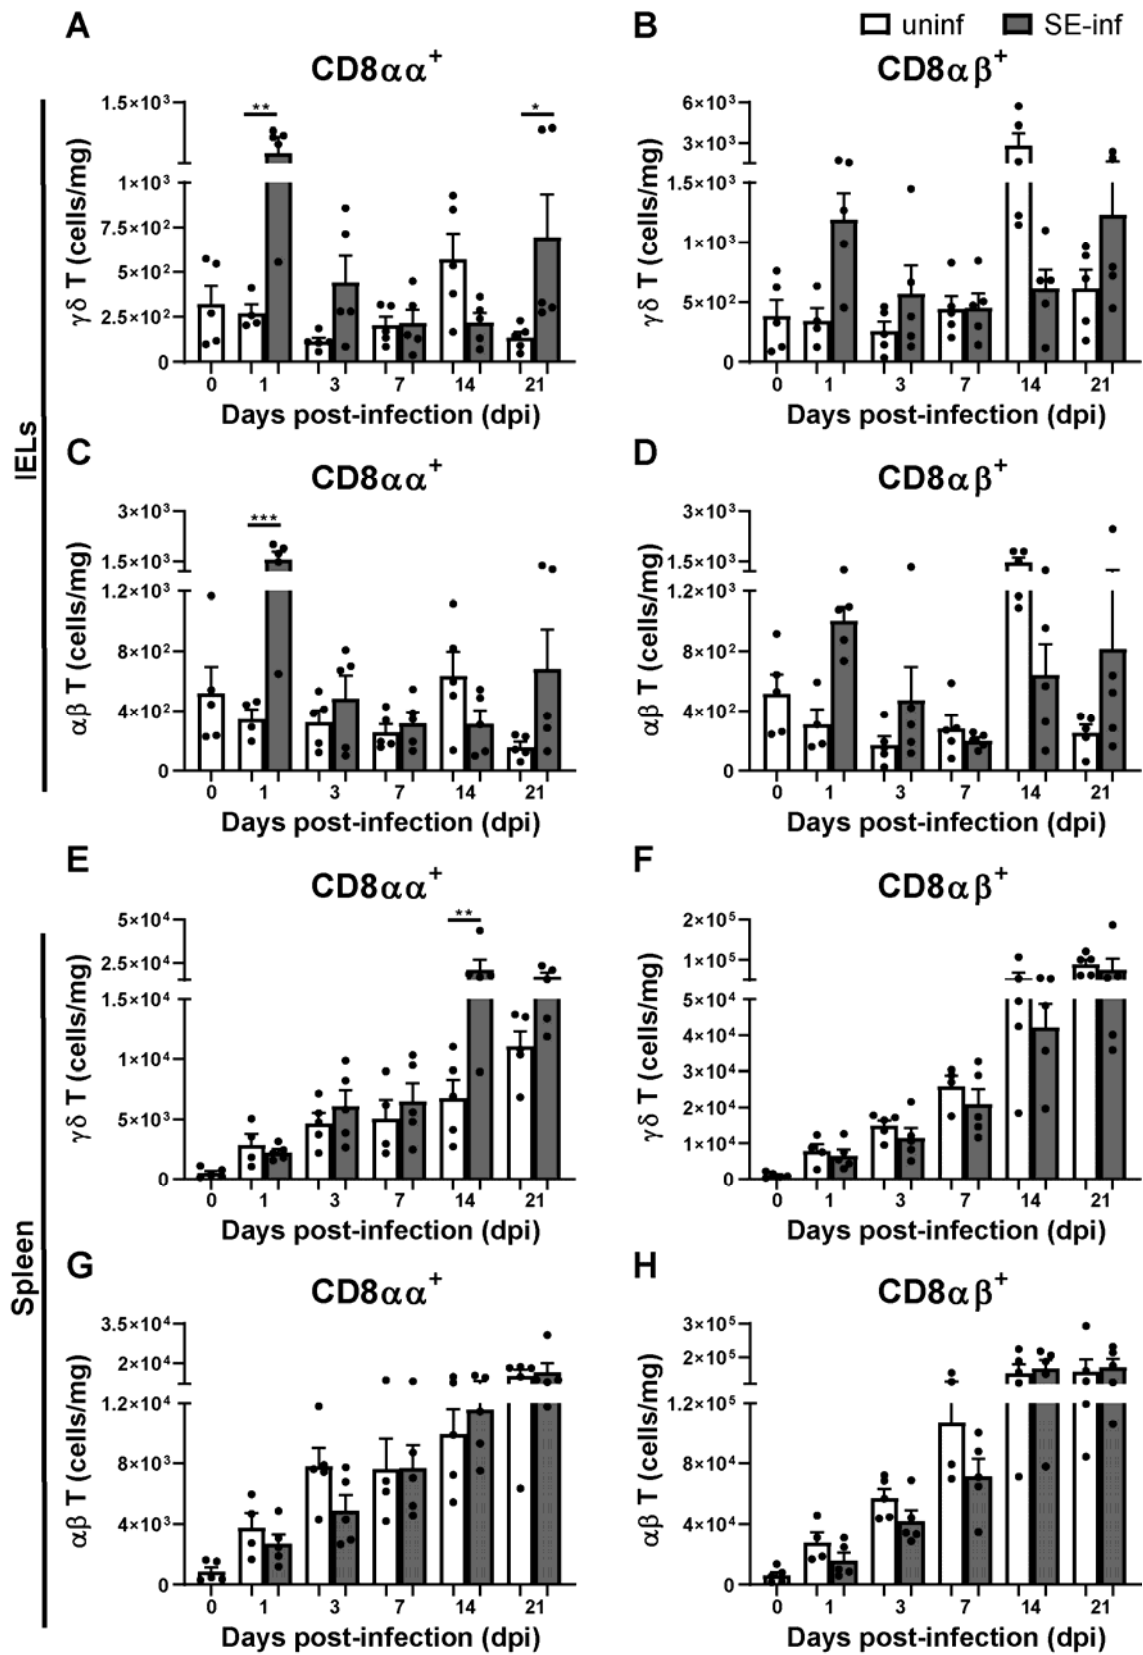 A
B
uninf
SE-inf
IELs
CD8αα⁺
γδ T (cells/mg)
1.5×10³
1×10³
7.5×10²
5×10²
2.5×10²
0
**
*
0 1 3 7 14 21
Days post-infection (dpi)
CD8αβ⁺
γδ T (cells/mg)
6×10³
3×10³
1.5×10³
1×10³
5×10²
0
0 1 3 7 14 21
Days post-infection (dpi)
C
CD8αα⁺
αβ T (cells/mg)
3×10³
1.5×10³
1.2×10³
8×10²
4×10²
0
***
0 1 3 7 14 21
Days post-infection (dpi)
D
CD8αβ⁺
αβ T (cells/mg)
3×10³
1.5×10³
1.2×10³
8×10²
4×10²
0
0 1 3 7 14 21
Days post-infection (dpi)
Spleen
E
CD8αα⁺
γδ T (cells/mg)
5×10⁴
2.5×10⁴
1.5×10⁴
1×10⁴
5×10³
0
**
0 1 3 7 14 21
Days post-infection (dpi)
F
CD8αβ⁺
γδ T (cells/mg)
2×10⁵
1×10⁵
5×10⁴
4×10⁴
3×10⁴
2×10⁴
1×10⁴
0
0 1 3 7 14 21
Days post-infection (dpi)
G
CD8αα⁺
αβ T (cells/mg)
3.5×10⁴
2×10⁴
1.2×10⁴
8×10³
4×10³
0
0 1 3 7 14 21
Days post-infection (dpi)
H
CD8αβ⁺
αβ T (cells/mg)
3×10⁵
2×10⁵
1.2×10⁵
8×10⁴
4×10⁴
0
0 1 3 7 14 21
Days post-infection (dpi)